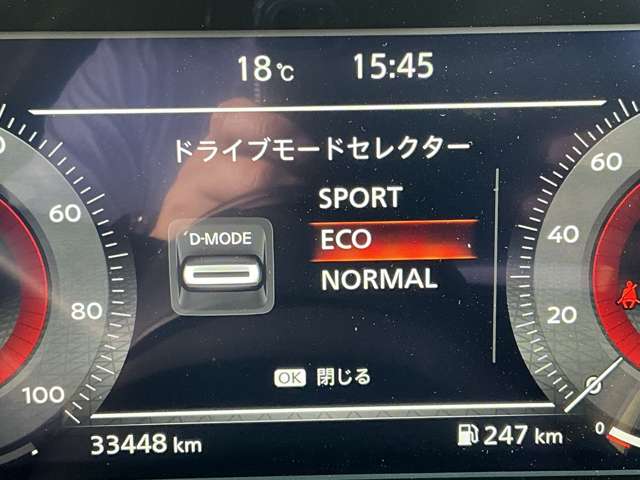 18℃ 15:45
ドライブモードセレクター
SPORT
D-MODE
ECO
NORMAL
60
80
100
60
40
20
0
0
OK 閉じる
33448 km
247 km